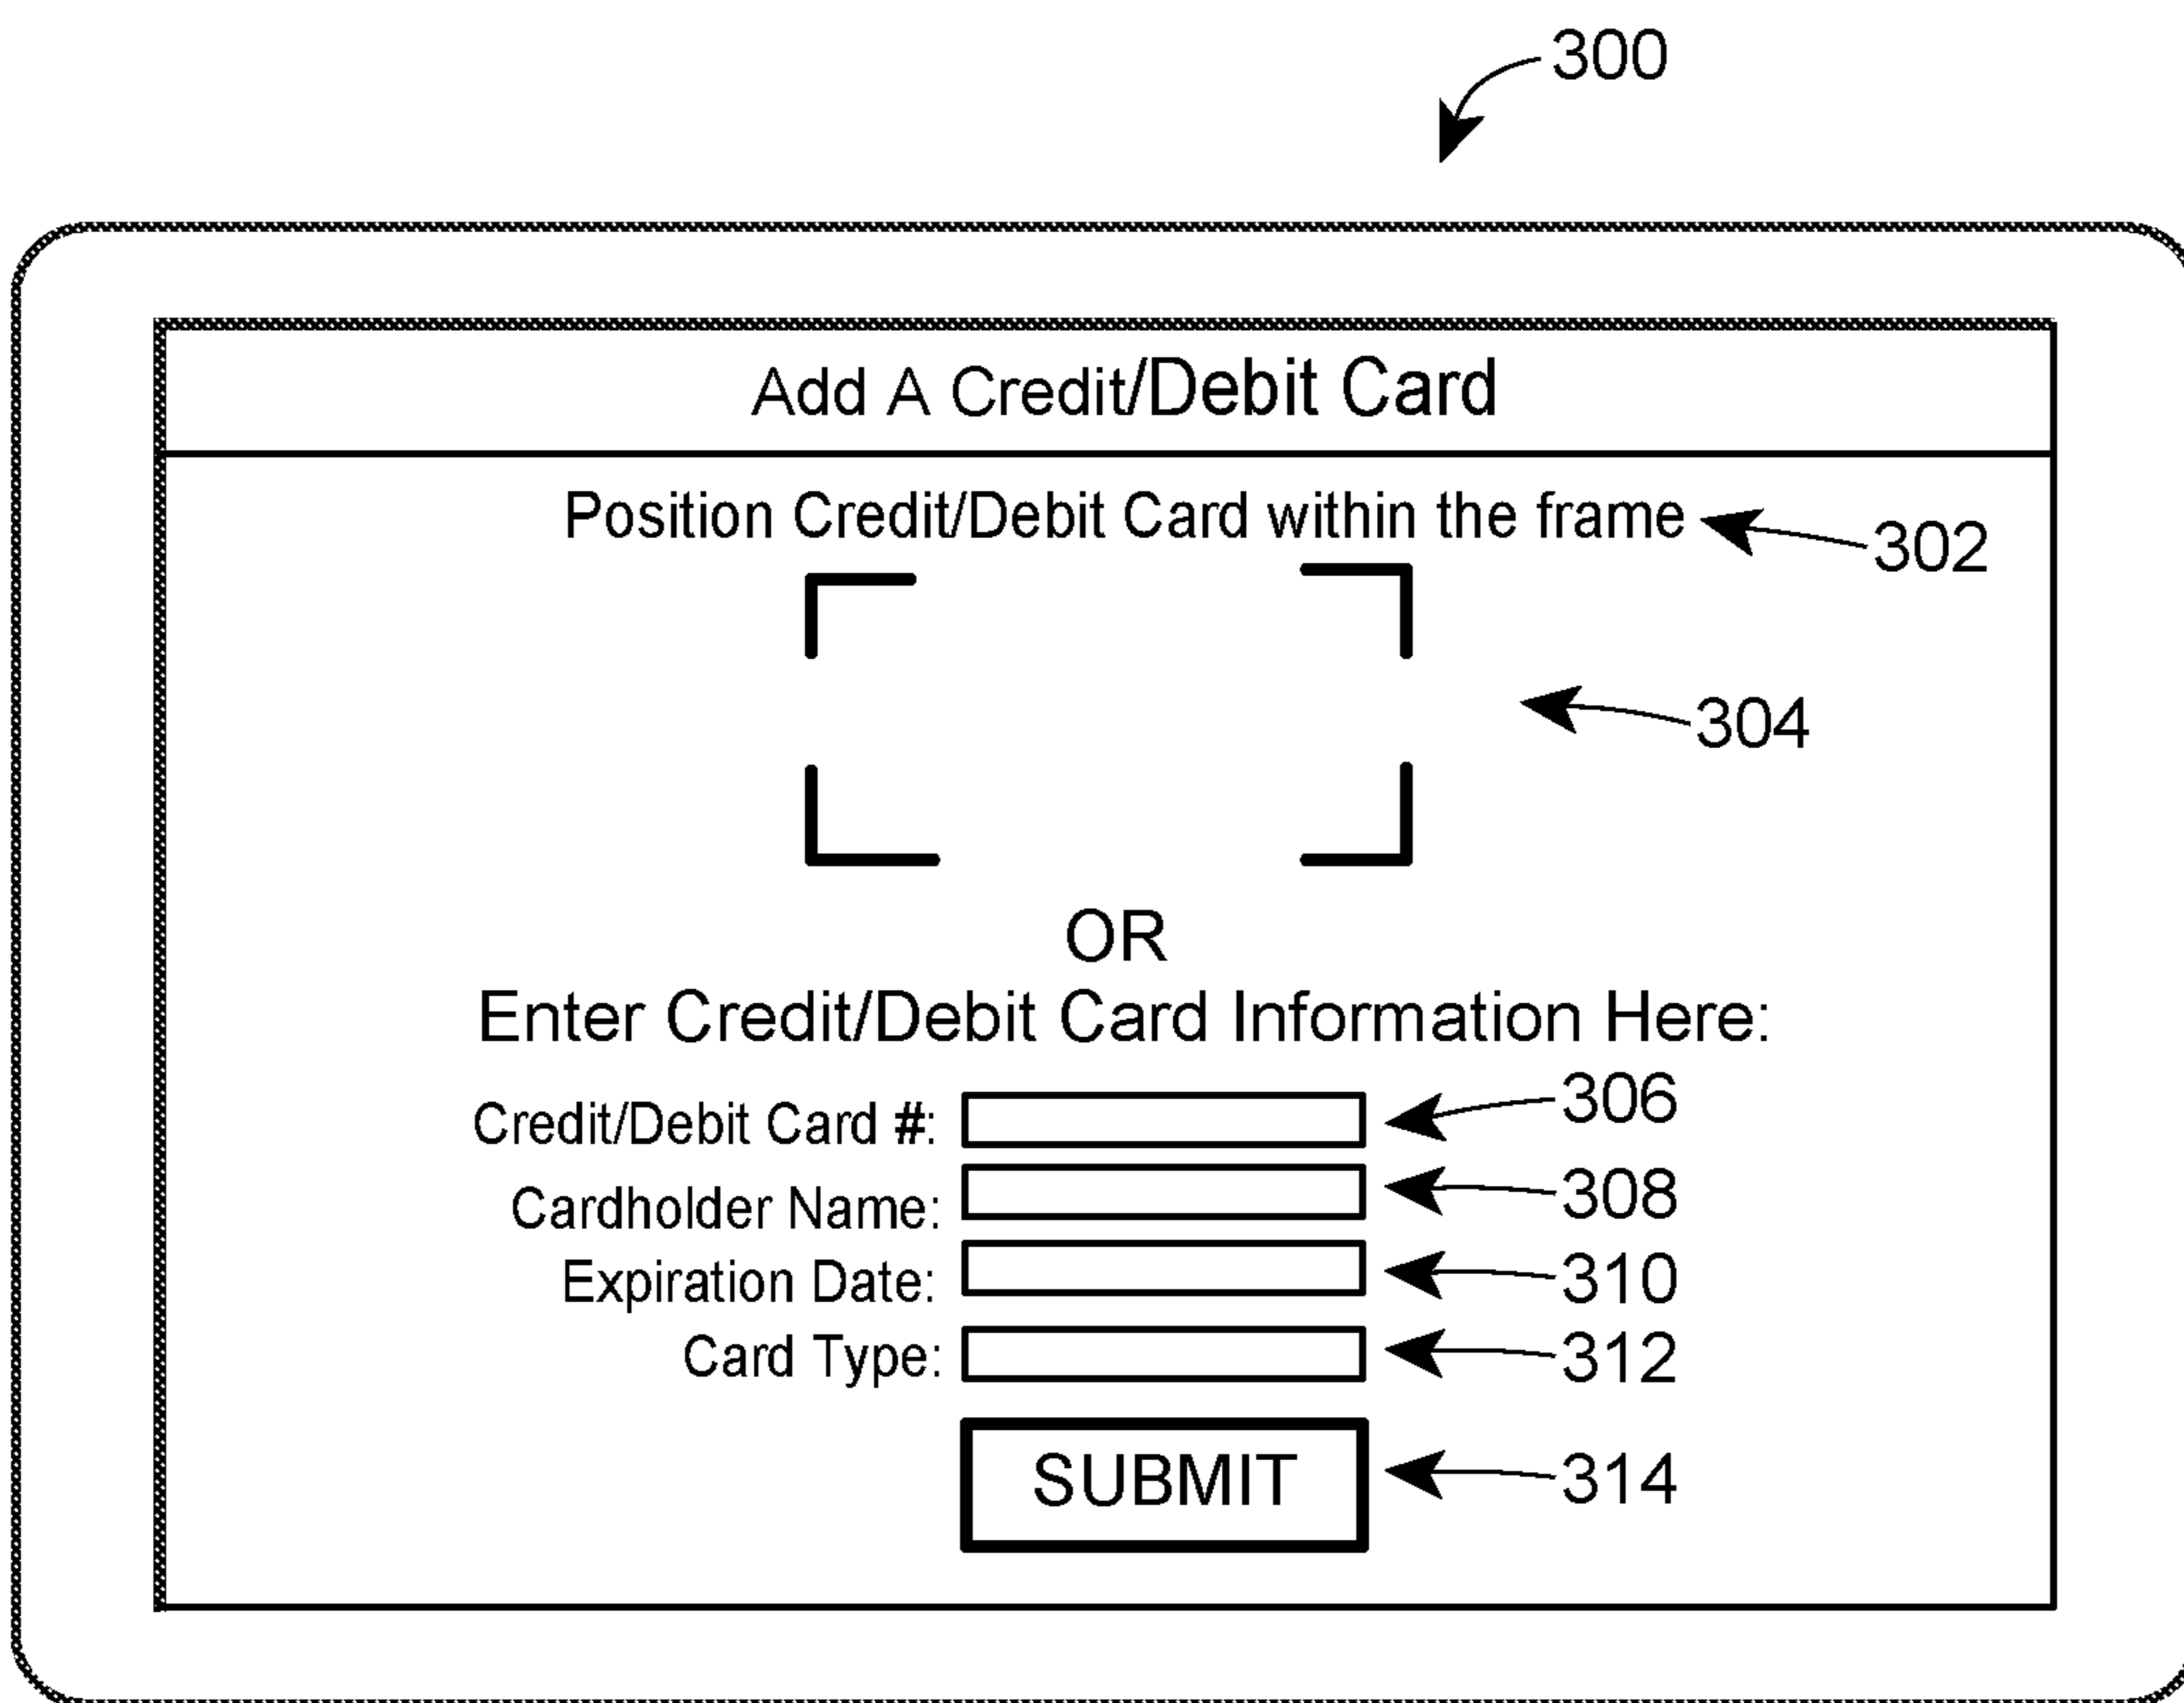 300
Add A Credit/Debit Card
Position Credit/Debit Card within the frame 302
304
OR
Enter Credit/Debit Card Information Here:
Credit/Debit Card #: 306
Cardholder Name: 308
Expiration Date: 310
Card Type: 312
SUBMIT 314